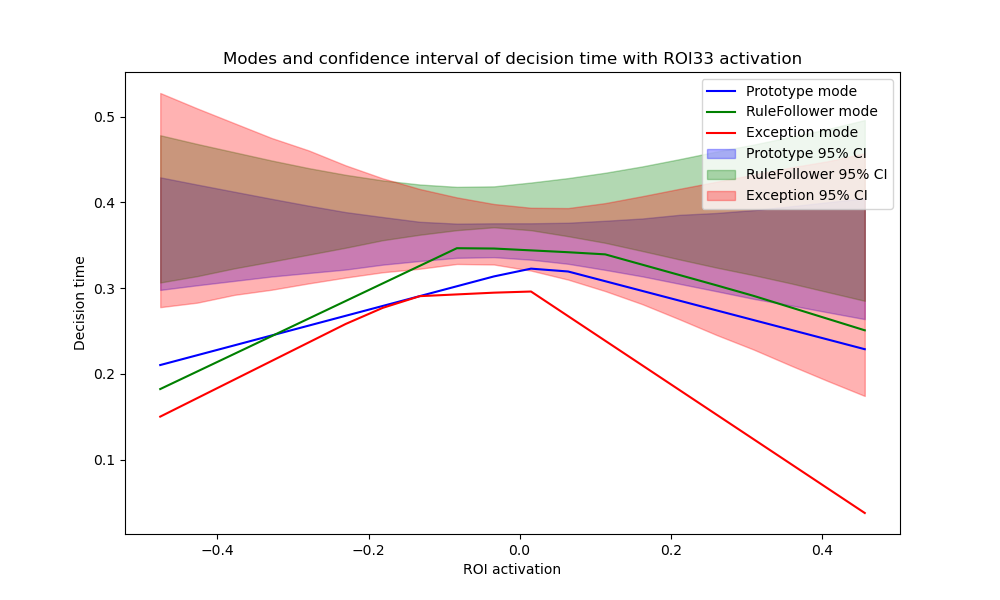 Modes and confidence interval of decision time with ROI33 activation
Prototype mode
RuleFollower mode
Exception mode
Prototype 95% CI
RuleFollower 95% CI
Exception 95% CI
Decision time
0.5
0.4
0.3
0.2
0.1
−0.4
−0.2
0.0
0.2
0.4
ROI activation